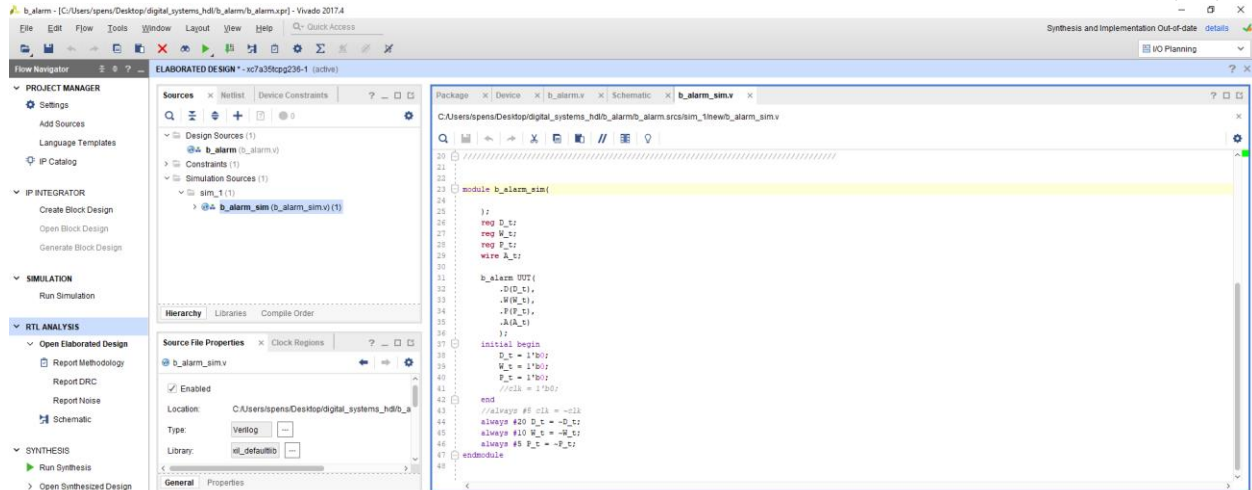 b_alarm - [C:/Users/spens/Desktop/digital_systems_hdl/b_alarm/b_alarm.xpr] - Vivado 2017.4
File Edit Flow Tools Window Layout View Help Q- Quick Access
Synthesis and Implementation Out-of-date details
I/O Planning
Flow Navigator
PROJECT MANAGER
Settings
Add Sources
Language Templates
IP Catalog
IP INTEGRATOR
Create Block Design
Open Block Design
Generate Block Design
SIMULATION
Run Simulation
RTL ANALYSIS
Open Elaborated Design
Report Methodology
Report DRC
Report Noise
Schematic
SYNTHESIS
Run Synthesis
Open Synthesized Design
ELABORATED DESIGN * - xc7a35tcpg236-1 (active)
Sources Netlist Device Constraints
0
Design Sources (1)
b_alarm (b_alarm.v)
Constraints (1)
Simulation Sources (1)
sim_1 (1)
b_alarm_sim (b_alarm_sim.v) (1)
Hierarchy Libraries Compile Order
Source File Properties Clock Regions
b_alarm_sim.v
Enabled
Location: C:/Users/spens/Desktop/digital_systems_hdl/b_a
Type: Verilog
Library: xil_defaultlib
General Properties
Package Device b_alarm.v Schematic b_alarm_sim.v
C:/Users/spens/Desktop/digital_systems_hdl/b_alarm/b_alarm.srcs/sim_1/new/b_alarm_sim.v
20 //////////////////////////////////////////////////////////////////////////////////
21
22
23 module b_alarm_sim(
24
25 );
26 reg D_t;
27 reg W_t;
28 reg P_t;
29 wire A_t;
30
31 b_alarm UUT(
32 .D(D_t),
33 .W(W_t),
34 .P(P_t),
35 .A(A_t)
36 );
37 initial begin
38 D_t = 1'b0;
39 W_t = 1'b0;
40 P_t = 1'b0;
41 //clk = 1'b0;
42 end
43 //always #5 clk = ~clk
44 always #20 D_t = ~D_t;
45 always #10 W_t = ~W_t;
46 always #5 P_t = ~P_t;
47 endmodule
48